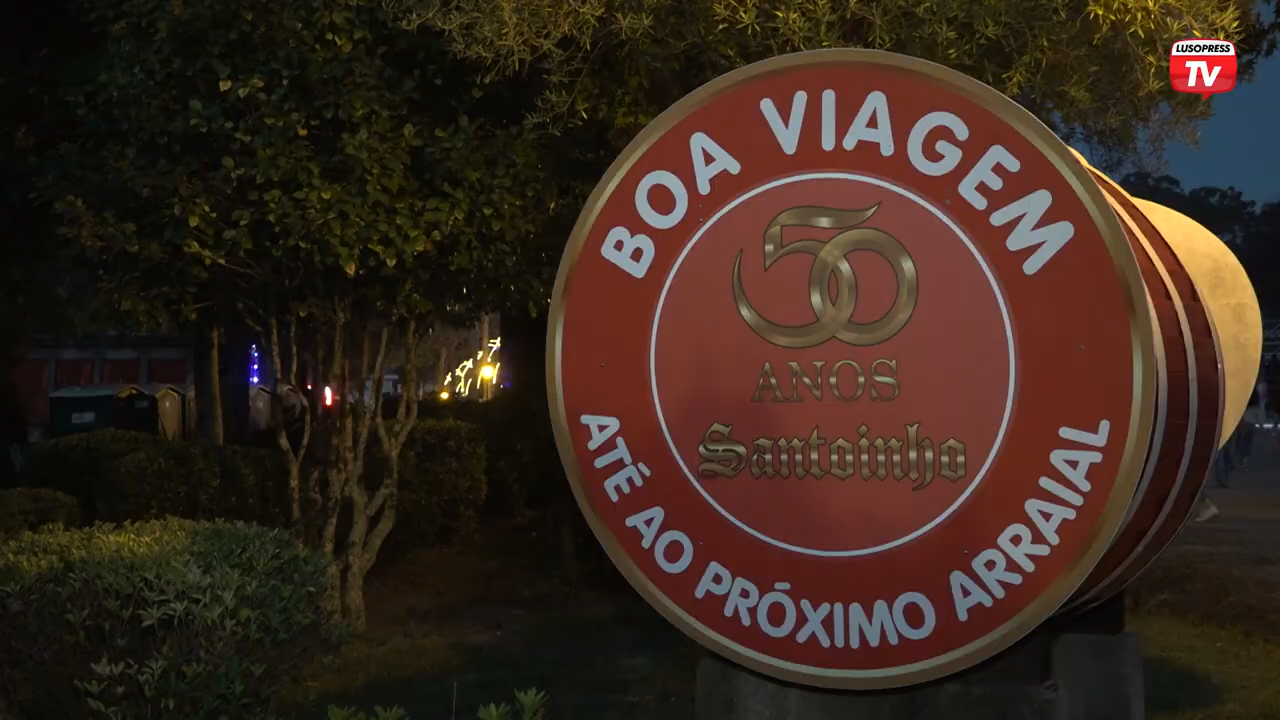 LUSOPRESS
TV
BOA VIAGEM
50
ANOS
Santoinho
ATÉ AO PRÓXIMO ARRAIAL